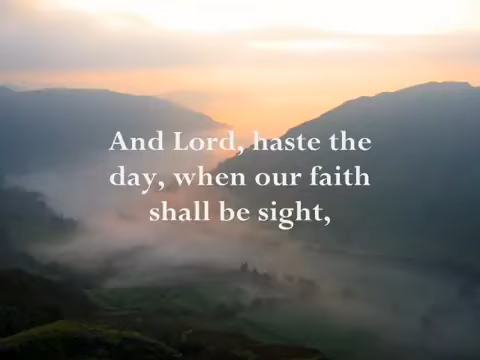 And Lord, haste the
day, when our faith
shall be sight,